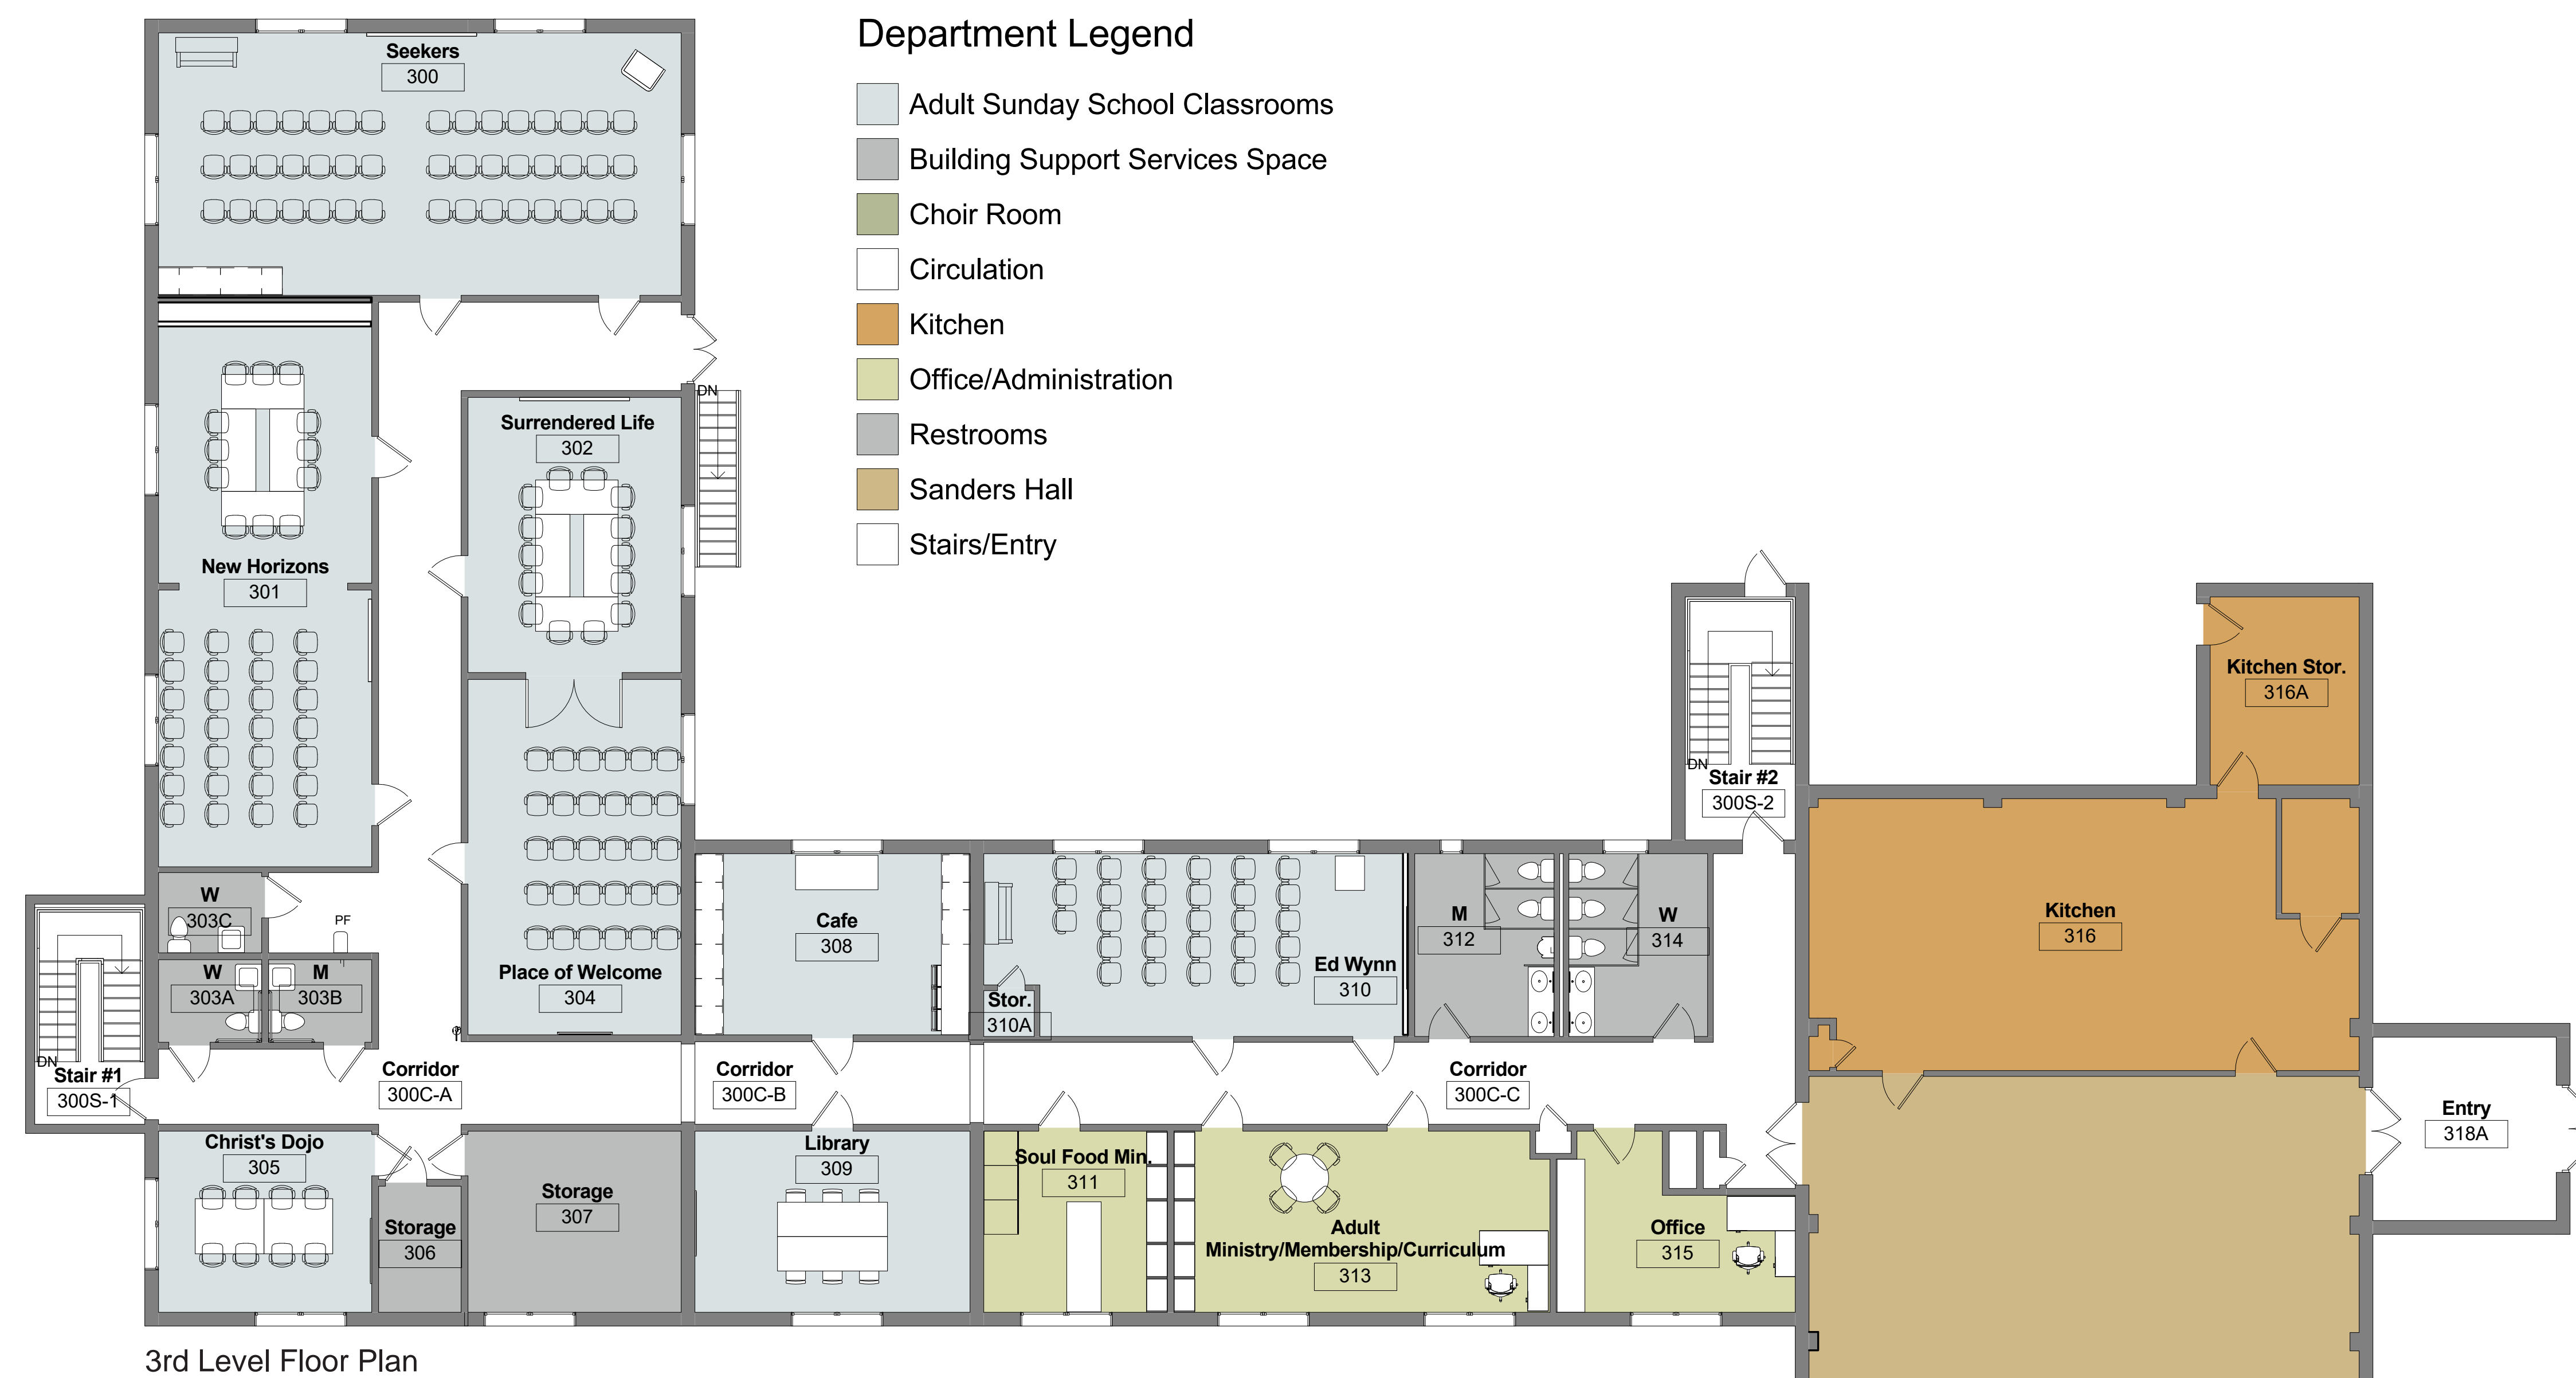 Department Legend
Adult Sunday School Classrooms
Building Support Services Space
Choir Room
Circulation
Kitchen
Office/Administration
Restrooms
Sanders Hall
Stairs/Entry
Seekers
300
DN
Surrendered Life
302
New Horizons
301
Kitchen Stor.
316A
DN
Stair #2
300S-2
W
303C
PF
Cafe
308
M
312
W
314
Kitchen
316
Ed Wynn
310
Place of Welcome
304
W
303A
M
303B
Stor.
310A
DN
Stair #1
300S-1
Corridor
300C-A
Corridor
300C-B
Corridor
300C-C
Entry
318A
Christ's Dojo
305
Library
309
Soul Food Min.
311
Storage
307
Storage
306
Adult
Ministry/Membership/Curriculum
313
Office
315
3rd Level Floor Plan